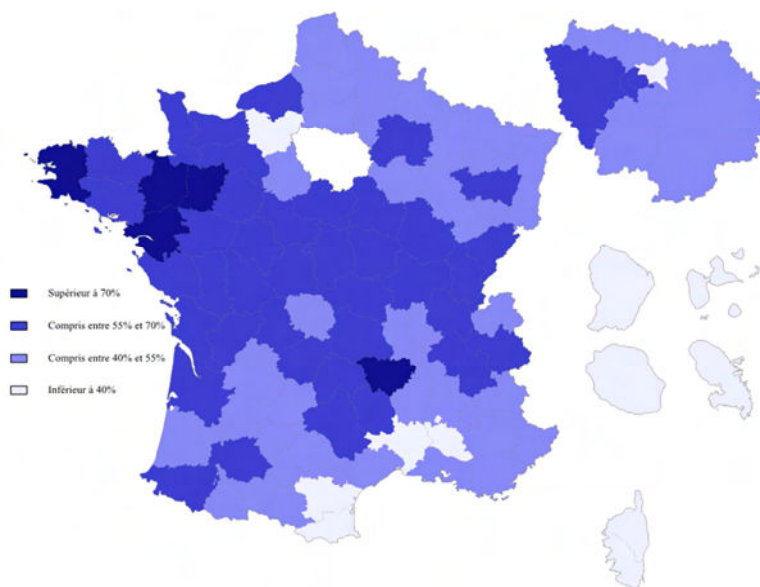 Supérieur à 70%
Compris entre 55% et 70%
Compris entre 40% et 55%
Inférieur à 40%